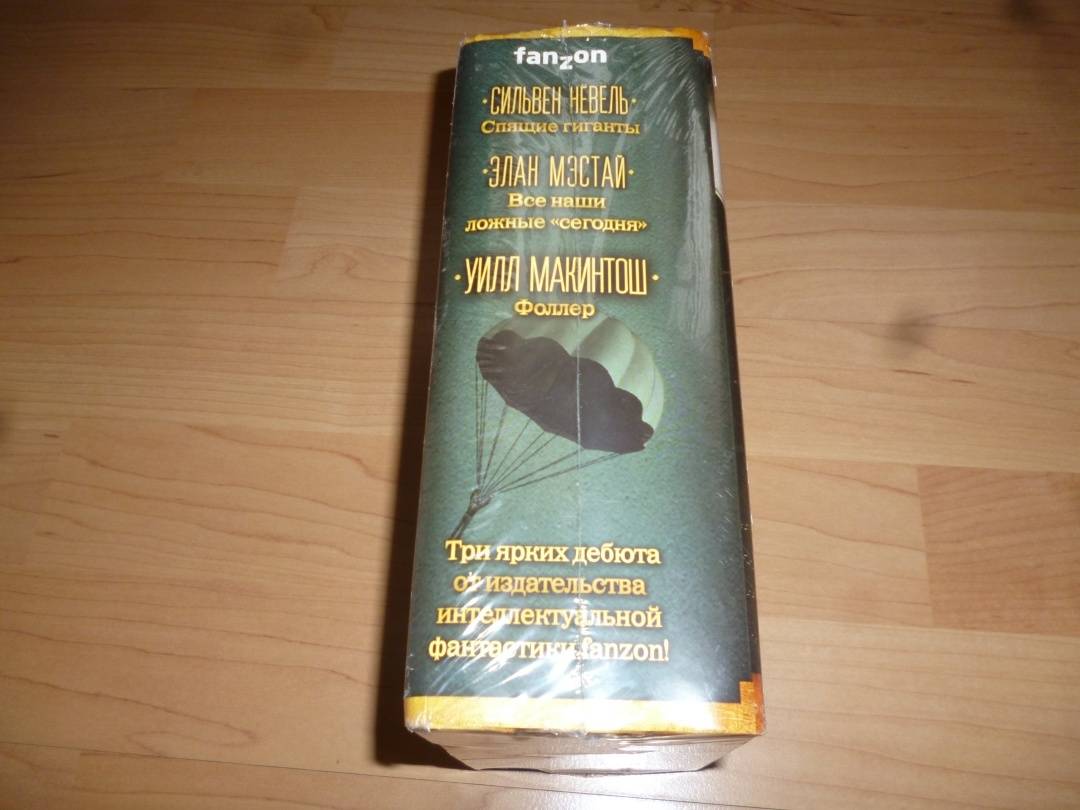 fanzon
·СИЛЬВЕН НЁВЕЛЬ·
Спящие гиганты
·ЭЛАН МЭСТАЙ·
Все наши
ложные «сегодня»
·УИЛЛ МАКИНТОШ·
Фоллер
Три ярких дебюта
от издательства
интеллектуальной
фантастики fanzon!